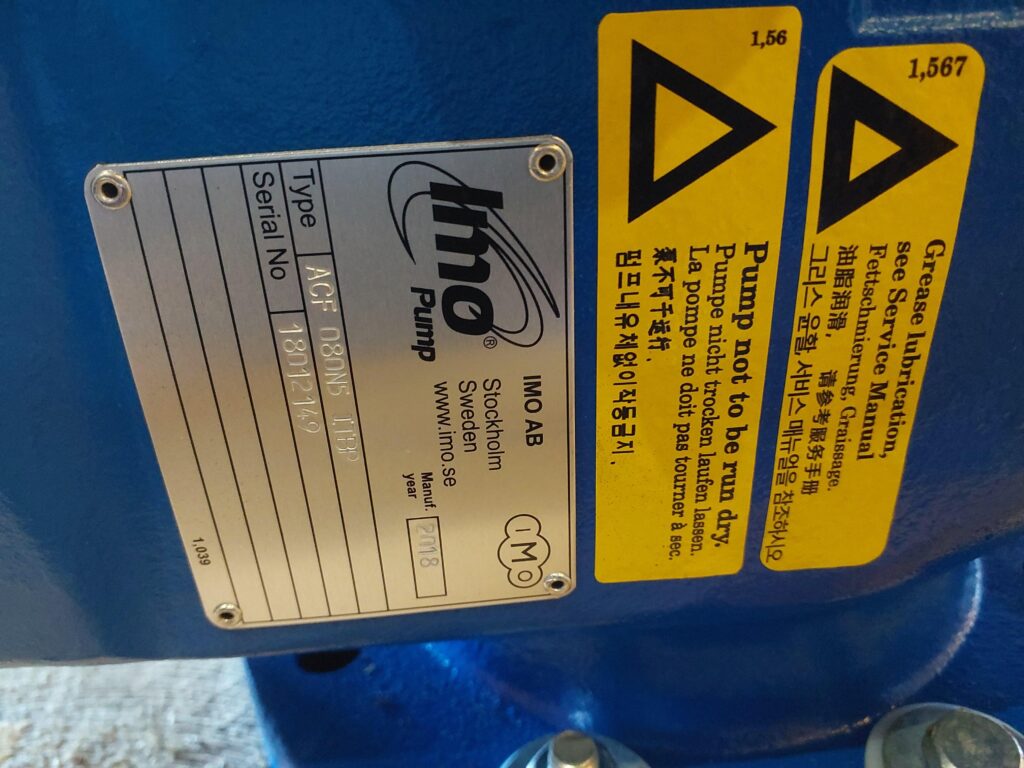 Imo®
Pump
IMO AB
Stockholm
Sweden
www.imo.se
Manuf.
year
2018
IMO
Type
ACF 080N5 ITBP
Serial No
18012149
1,039
1,56
Pump not to be run dry.
Pumpe nicht trocken laufen lassen.
La pompe ne doit pas tourner à sec.
泵不可干运行.
펌프내유체없이작동금지.
1,567
Grease lubrication,
see Service Manual
Fettschmierung, Graissage.
油脂润滑, 请参考服务手册
그리스 윤활, 서비스 매뉴얼을 참조하시오